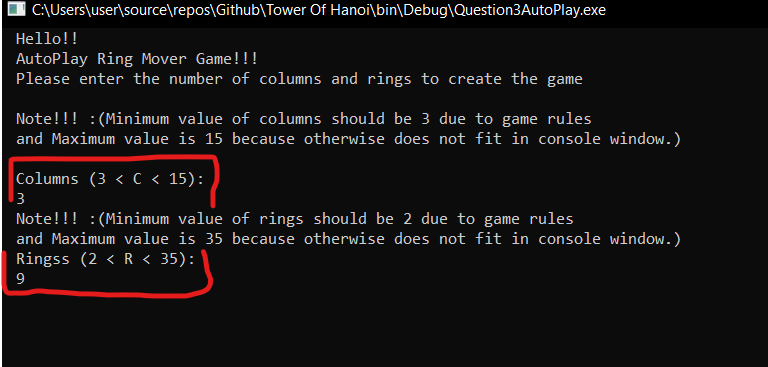 C:\Users\user\source\repos\Github\Tower Of Hanoi\bin\Debug\Question3AutoPlay.exe
Hello!!
AutoPlay Ring Mover Game!!!
Please enter the number of columns and rings to create the game
Note!!! :(Minimum value of columns should be 3 due to game rules
and Maximum value is 15 because otherwise does not fit in console window.)
Columns (3 < C < 15):
3
Note!!! :(Minimum value of rings should be 2 due to game rules
and Maximum value is 35 because otherwise does not fit in console window.)
Ringss (2 < R < 35):
9